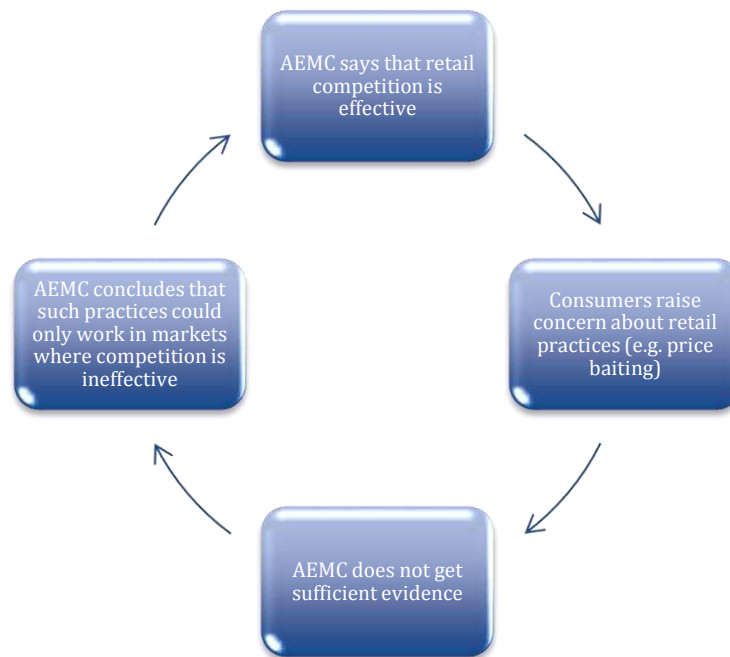 AEMC says that retail
competition is
effective
Consumers raise
concern about retail
practices (e.g. price
baiting)
AEMC does not get
sufficient evidence
AEMC concludes that
such practices could
only work in markets
where competition is
ineffective